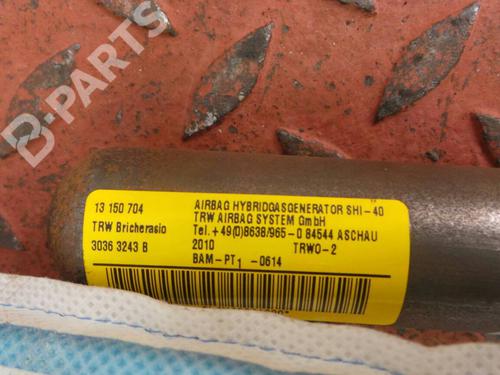 B-PARTS
13 150 704
AIRBAG HYBRIDGASGENERATOR SHI-40
TRW AIRBAG SYSTEM GmbH
TRW Bricherasio
Tel.+49(0)8638/965-0 84544 ASCHAU
3036 3243 B
2010 TRWO-2
BAM-PT1 -0614